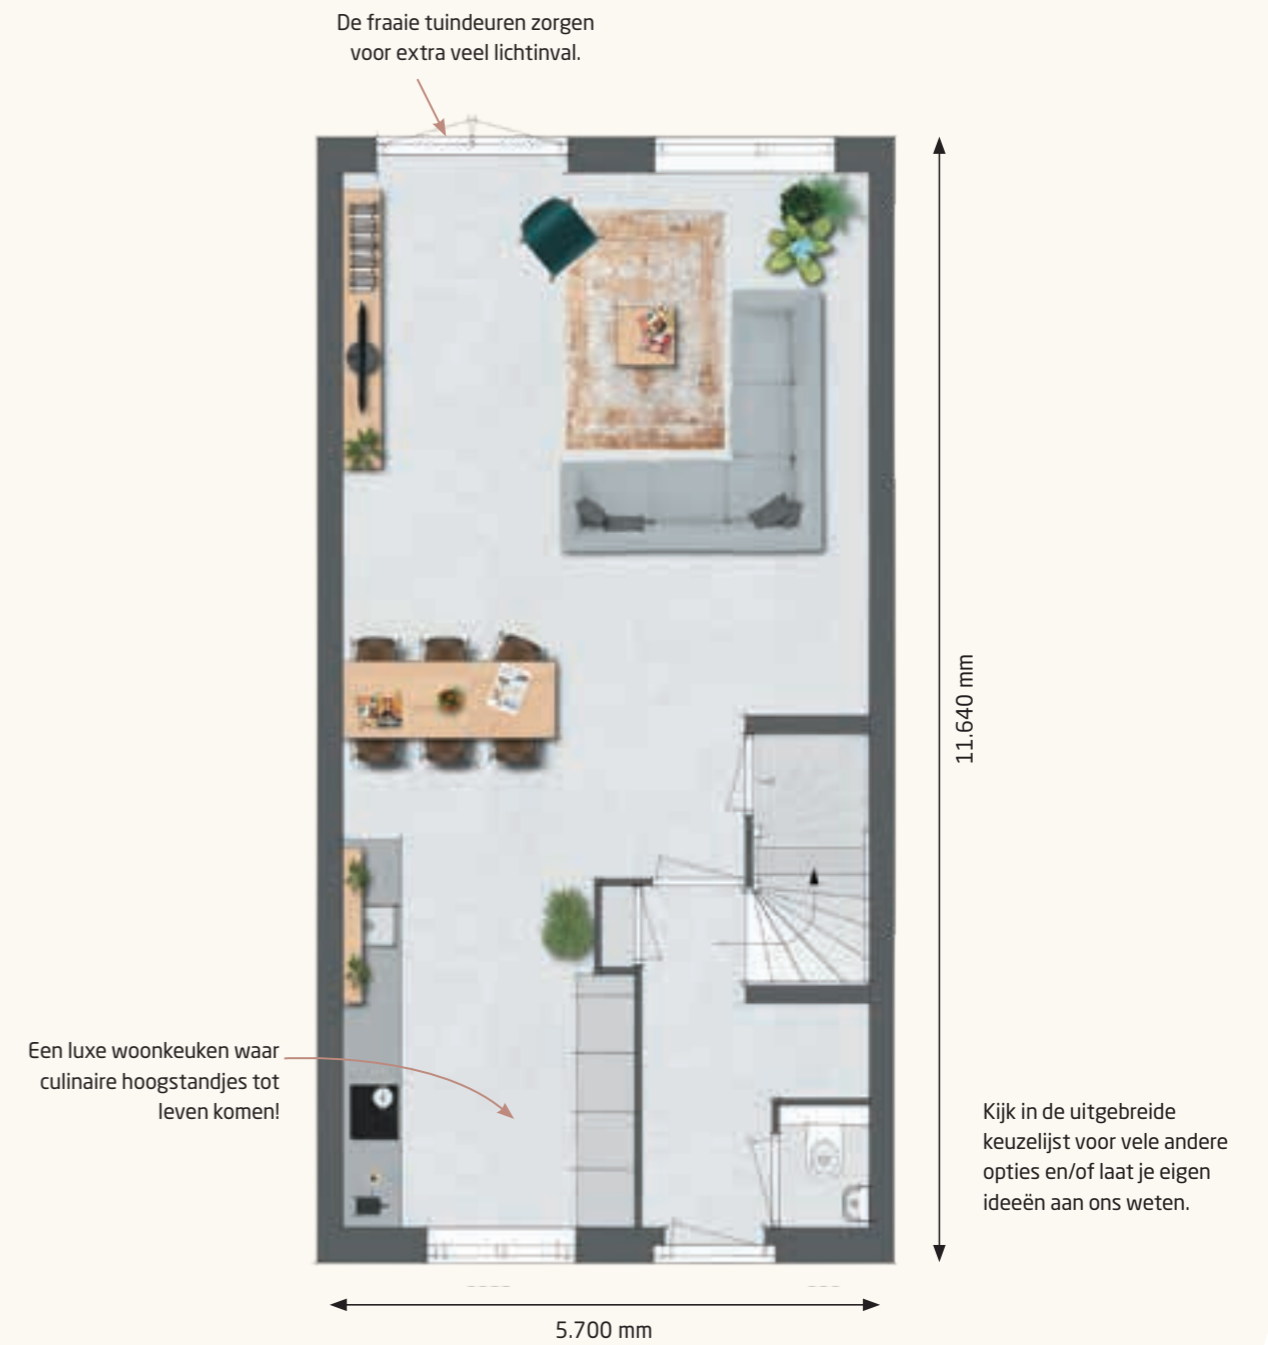 De fraaie tuindeuren zorgen
voor extra veel lichtinval.
11.640 mm
Een luxe woonkeuken waar
culinaire hoogstandjes tot
leven komen!
Kijk in de uitgebreide
keuzelijst voor vele andere
opties en/of laat je eigen
ideeën aan ons weten.
5.700 mm